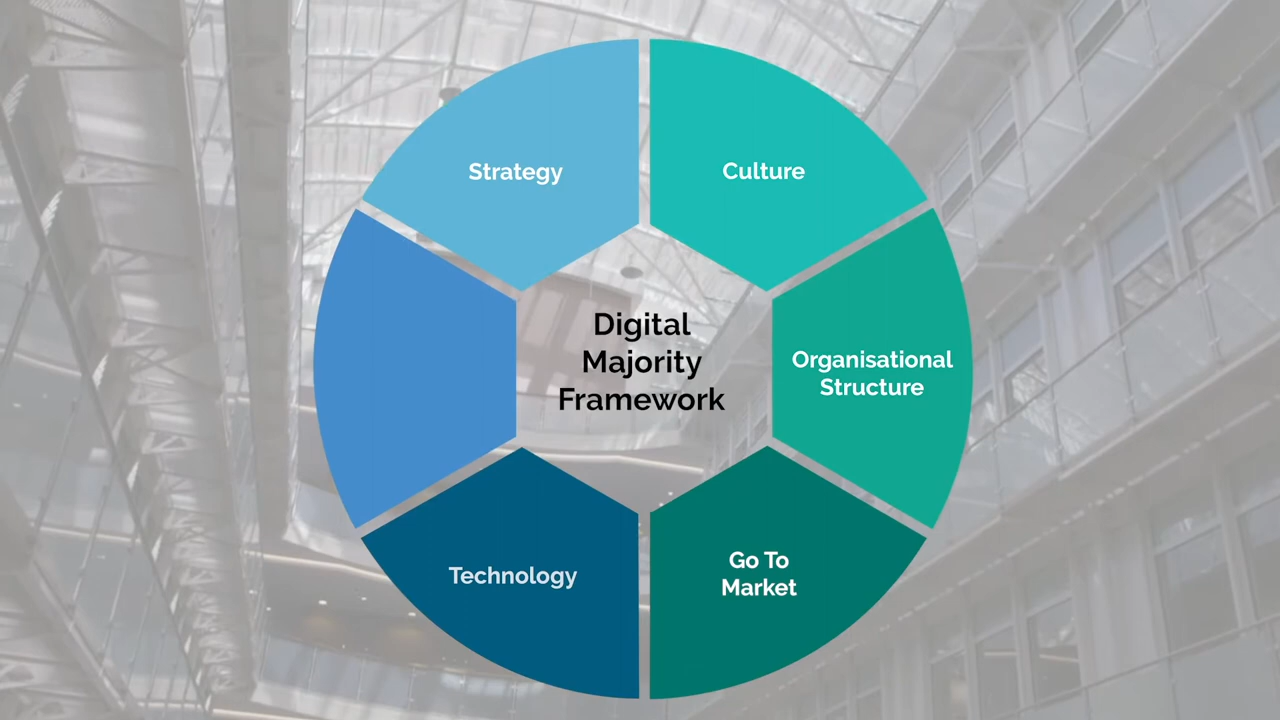 Strategy
Culture
Digital
Majority
Framework
Organisational
Structure
Technology
Go To
Market